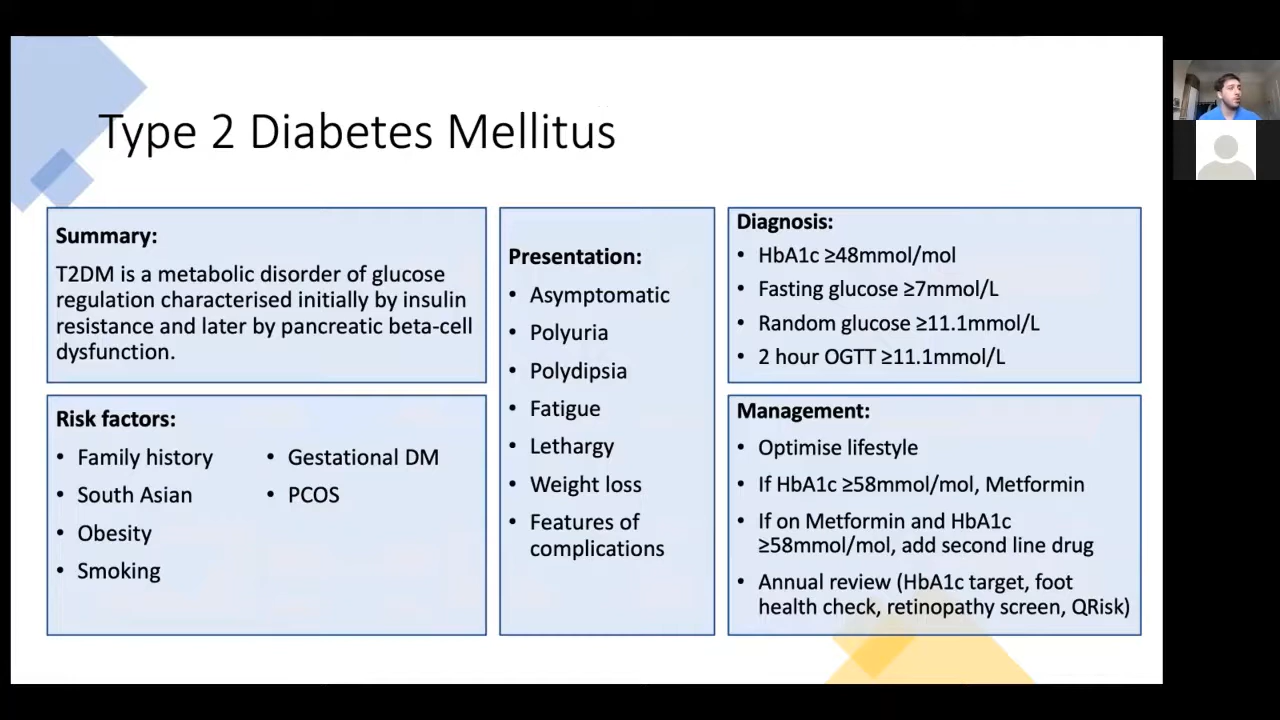 Type 2 Diabetes Mellitus
Summary:
T2DM is a metabolic disorder of glucose
regulation characterised initially by insulin
resistance and later by pancreatic beta-cell
dysfunction.
Risk factors:
• Family history
• South Asian
• Obesity
• Smoking
• Gestational DM
• PCOS
Presentation:
• Asymptomatic
• Polyuria
• Polydipsia
• Fatigue
• Lethargy
• Weight loss
• Features of
complications
Diagnosis:
• HbA1c ≥48mmol/mol
• Fasting glucose ≥7mmol/L
• Random glucose ≥11.1mmol/L
• 2 hour OGTT ≥11.1mmol/L
Management:
• Optimise lifestyle
• If HbA1c ≥58mmol/mol, Metformin
• If on Metformin and HbA1c
≥58mmol/mol, add second line drug
• Annual review (HbA1c target, foot
health check, retinopathy screen, QRisk)